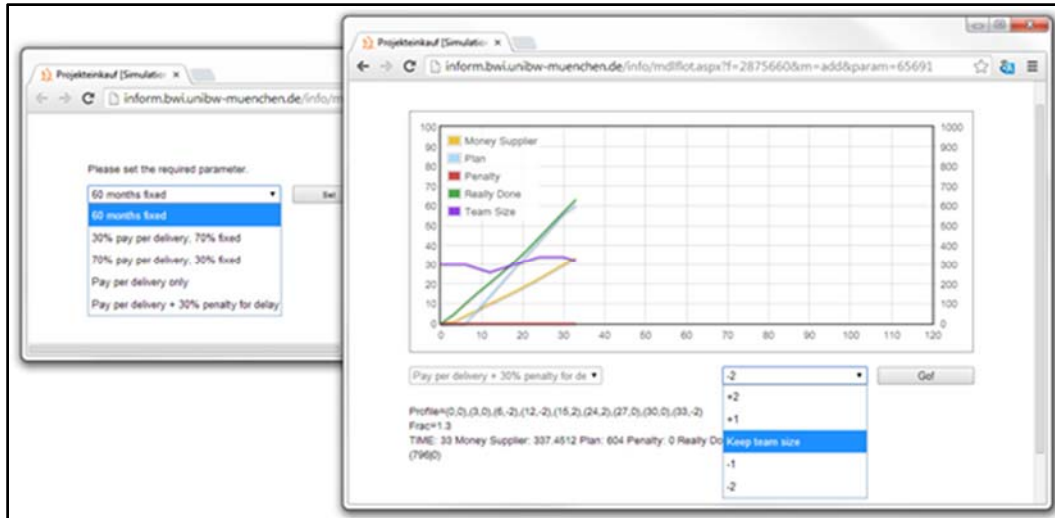 Projekteinkauf [Simulatio
inform.bwi.unibw-muenchen.de/info/m
Please set the required parameter.
60 months fixed
Set
60 months fixed
30% pay per delivery, 70% fixed
70% pay per delivery, 30% fixed
Pay per delivery only
Pay per delivery + 30% penalty for delay
Projekteinkauf [Simulatio
inform.bwi.unibw-muenchen.de/info/mdlflot.aspx?f=2875660&m=add&param=65691
100 1000
90 Money Supplier 900
80 Plan 800
70 Penalty 700
60 Really Done 600
50 Team Size 500
40 400
30 300
20 200
10 100
0 0
0 10 20 30 40 50 60 70 80 90 100 110 120
Pay per delivery + 30% penalty for de
-2
Go!
+2
+1
Keep team size
-1
-2
Profile=(0,0),(3,0),(6,-2),(12,-2),(15,2),(24,2),(27,0),(30,0),(33,-2)
Frac=1.3
TIME: 33 Money Supplier: 337.4512 Plan: 604 Penalty: 0 Really Do
(796|0)